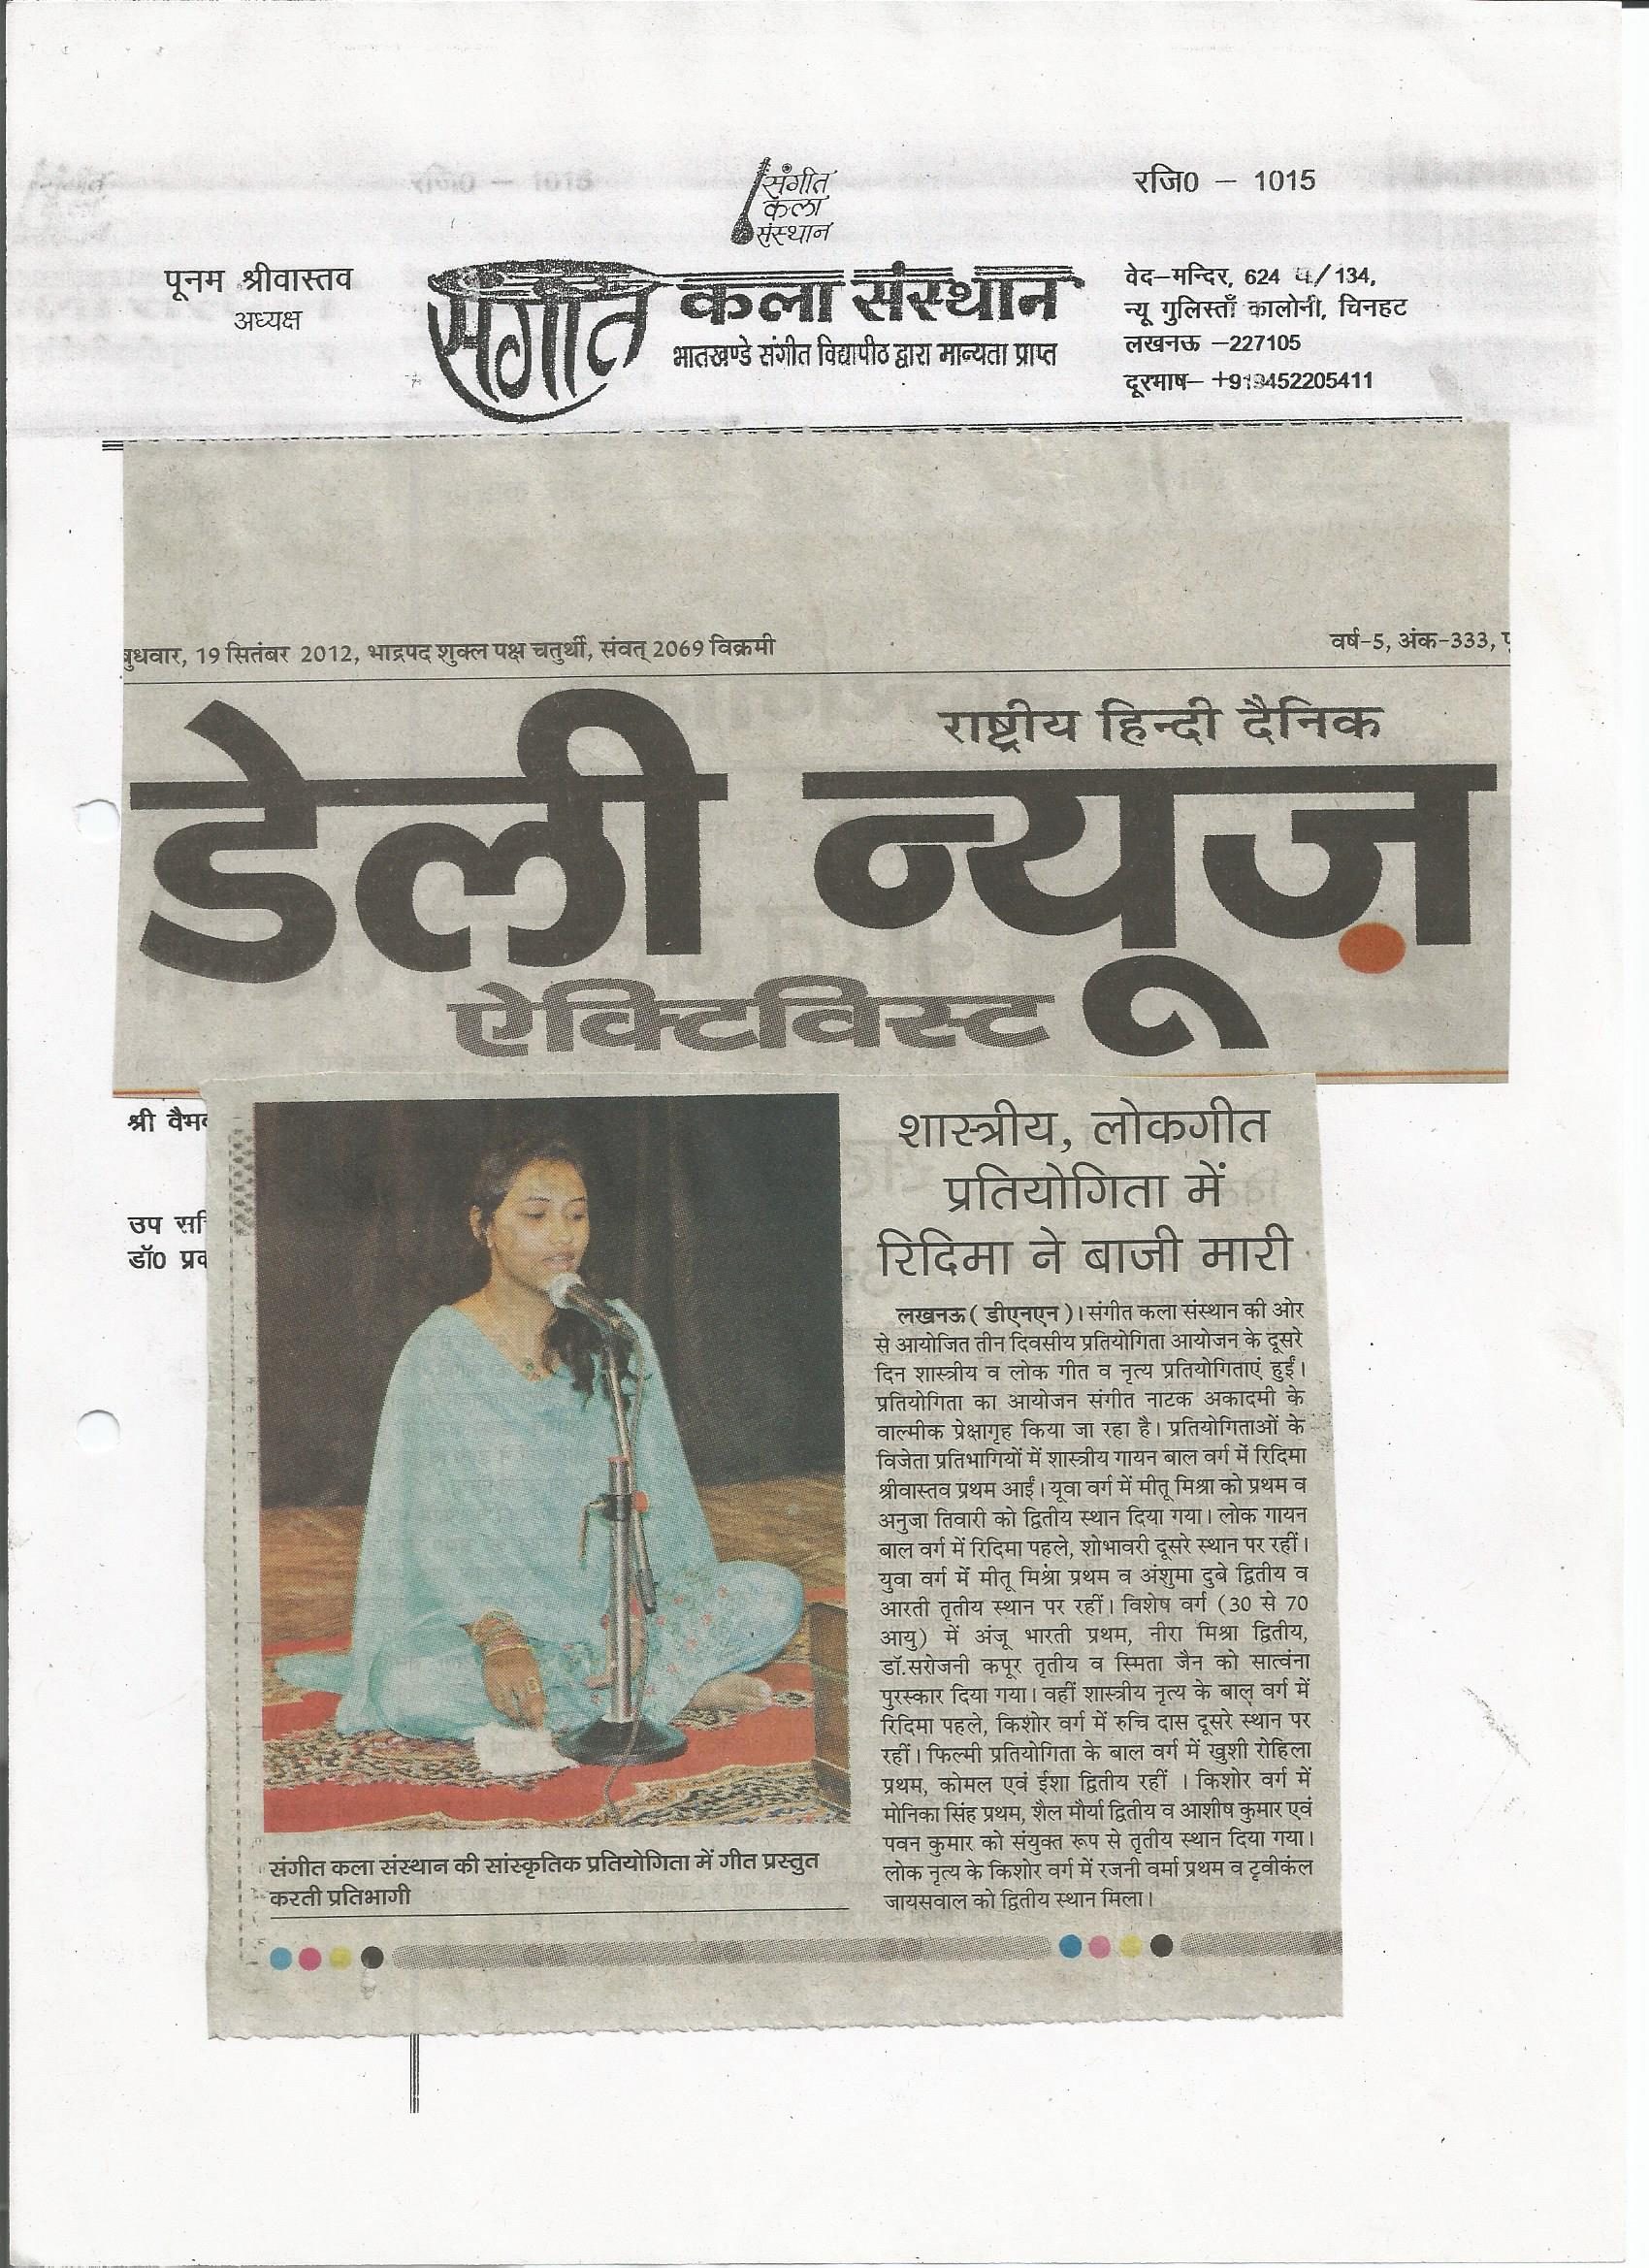 संगीत
कला
संस्थान
रजि0 – 1015
पूनम श्रीवास्तव
अध्यक्ष
संगीत कला संस्थान
भातखण्डे संगीत विद्यापीठ द्वारा मान्यता प्राप्त
वेद–मन्दिर, 624 /134,
न्यू गुलिस्ताँ कालोनी, चिनहट
लखनऊ –227105
दूरभाष– +919452205411
बुधवार, 19 सितंबर 2012, भाद्रपद शुक्ल पक्ष चतुर्थी, संवत् 2069 विक्रमी
वर्ष-5, अंक-333,
राष्ट्रीय हिन्दी दैनिक
डेली न्यूज़
ऐक्टिविस्ट
श्री वैभव
उप
डॉ0
शास्त्रीय, लोकगीत
प्रतियोगिता में
रिदिमा ने बाजी मारी
लखनऊ ( डीएनएन )। संगीत कला संस्थान की ओर
से आयोजित तीन दिवसीय प्रतियोगिता आयोजन के दूसरे
दिन शास्त्रीय व लोक गीत व नृत्य प्रतियोगिताएं हुईं।
प्रतियोगिता का आयोजन संगीत नाटक अकादमी के
वाल्मीक प्रेक्षागृह किया जा रहा है। प्रतियोगिताओं के
विजेता प्रतिभागियों में शास्त्रीय गायन बाल वर्ग में रिदिमा
श्रीवास्तव प्रथम आईं। यूवा वर्ग में मीतू मिश्रा को प्रथम व
अनुजा तिवारी को द्वितीय स्थान दिया गया। लोक गायन
बाल वर्ग में रिदिमा पहले, शोभावरी दूसरे स्थान पर रहीं।
युवा वर्ग में मीतू मिश्रा प्रथम व अंशुमा दुबे द्वितीय व
आरती तृतीय स्थान पर रहीं। विशेष वर्ग (30 से 70
आयु) में अंजू भारती प्रथम, नीरा मिश्रा द्वितीय,
डॉ.सरोजनी कपूर तृतीय व स्मिता जैन को सात्वंना
पुरस्कार दिया गया। वहीं शास्त्रीय नृत्य के बाल वर्ग में
रिदिमा पहले, किशोर वर्ग में रुचि दास दूसरे स्थान पर
रहीं। फिल्मी प्रतियोगिता के बाल वर्ग में खुशी रोहिला
प्रथम, कोमल एवं ईशा द्वितीय रहीं । किशोर वर्ग में
मोनिका सिंह प्रथम, शैल मौर्या द्वितीय व आशीष कुमार एवं
पवन कुमार को संयुक्त रूप से तृतीय स्थान दिया गया।
लोक नृत्य के किशोर वर्ग में रजनी वर्मा प्रथम व ट्वीकंल
जायसवाल को द्वितीय स्थान मिला।
संगीत कला संस्थान की सांस्कृतिक प्रतियोगिता में गीत प्रस्तुत
करती प्रतिभागी